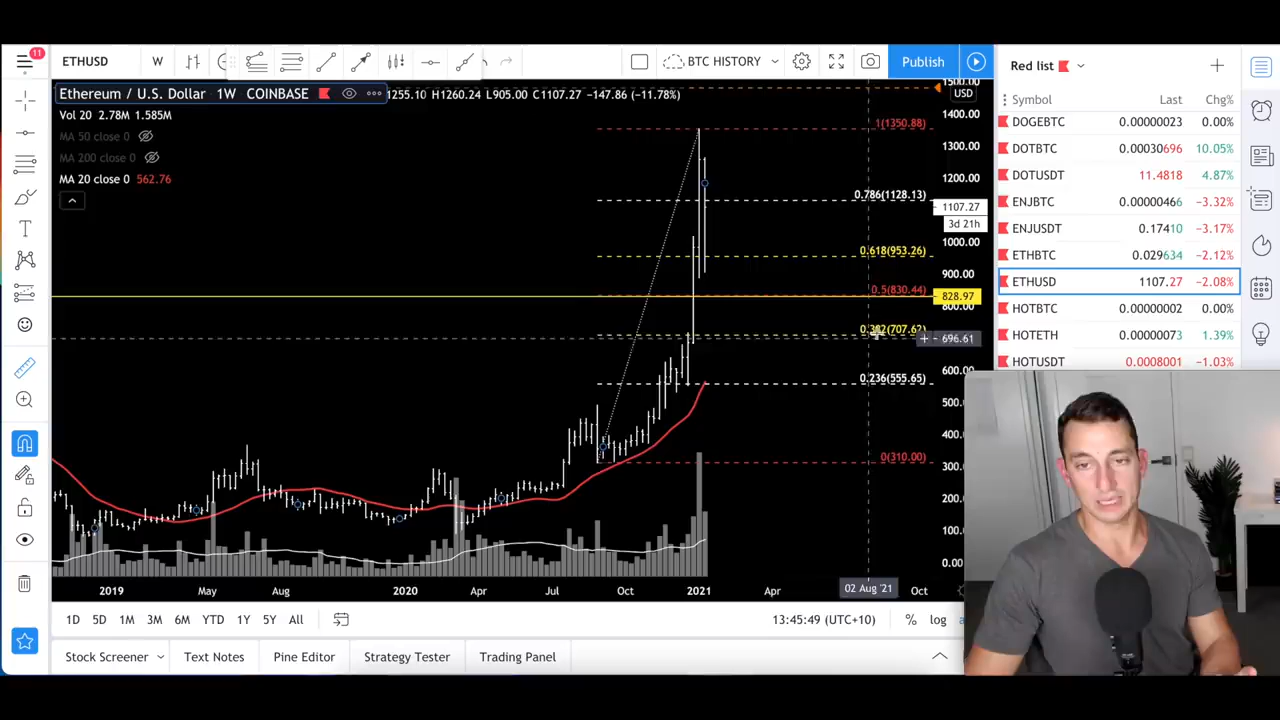 11
ETHUSD
W
BTC HISTORY
Publish
Red list
Ethereum / U.S. Dollar 1W COINBASE
1255.10 H1260.24 L905.00 C1107.27 −147.86 (−11.78%)
USD
Vol 20 2.78M 1.585M
MA 50 close 0
MA 200 close 0
MA 20 close 0 562.76
Symbol Last Chg%
DOGEBTC 0.00000023 0.00%
DOTBTC 0.00030696 10.05%
DOTUSDT 11.4818 4.87%
ENJBTC 0.00000466 −3.32%
ENJUSDT 0.17410 −3.17%
ETHBTC 0.029634 −2.12%
ETHUSD 1107.27 −2.08%
HOTBTC 0.00000002 0.00%
HOTETH 0.00000073 1.39%
HOTUSDT 0.0008001 −1.03%
1(1350.88)
0.786(1128.13)
0.618(953.26)
0.5(830.44)
0.382(707.62)
0.236(555.65)
0(310.00)
1500.00
1400.00
1300.00
1200.00
1107.27
3d 21h
1000.00
900.00
828.97
800.00
696.61
600.00
500.
400.
300.
200.
100.
0.00
2019 May Aug 2020 Apr Jul Oct 2021 Apr 02 Aug '21 Oct
1D 5D 1M 3M 6M YTD 1Y 5Y All
13:45:49 (UTC+10) % log a
Stock Screener Text Notes Pine Editor Strategy Tester Trading Panel